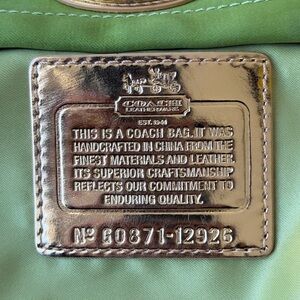 COACH
LEATHERWARE
EST. 1941
THIS IS A COACH BAG. IT WAS
HANDCRAFTED IN CHINA FROM THE
FINEST MATERIALS AND LEATHER.
ITS SUPERIOR CRAFTSMANSHIP
REFLECTS OUR COMMITMENT TO
ENDURING QUALITY.
Nº G0871-12926